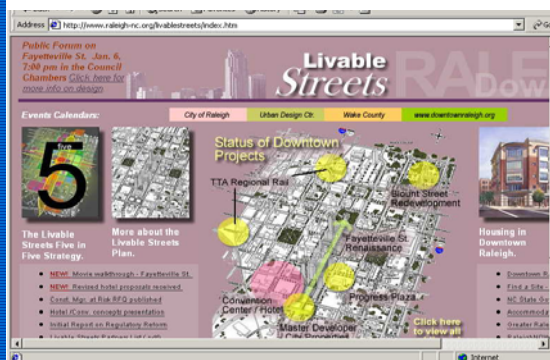 Address http://www.raleigh-nc.org/livablestreets/index.htm
Public Forum on
Fayetteville St. Jan. 6,
7:00 pm in the Council
Chambers Click here for
more info on design
Livable
Streets
Events Calendars:
City of Raleigh
Urban Design Ctr.
Wake County
www.downtownraleigh.org
five
5
The Livable
Streets Five in
Five Strategy.
More about the
Livable Streets
Plan.
Status of Downtown
Projects
TTA Regional Rail
Blount Street
Redevelopment
Fayetteville St.
Renaissance
Progress Plaza
Convention
Center / Hotel
Master Developer
/ City Properties
Click here
to view all
Housing in
Downtown
Raleigh.
NEW! Movie walkthrough - Fayetteville St.
NEW! Revised hotel proposals received
Const. Mgr. at Risk RFQ published
Hotel /Conv. concepts presentation
Initial Report on Regulatory Reform
Find a Site -
NC State
Internet